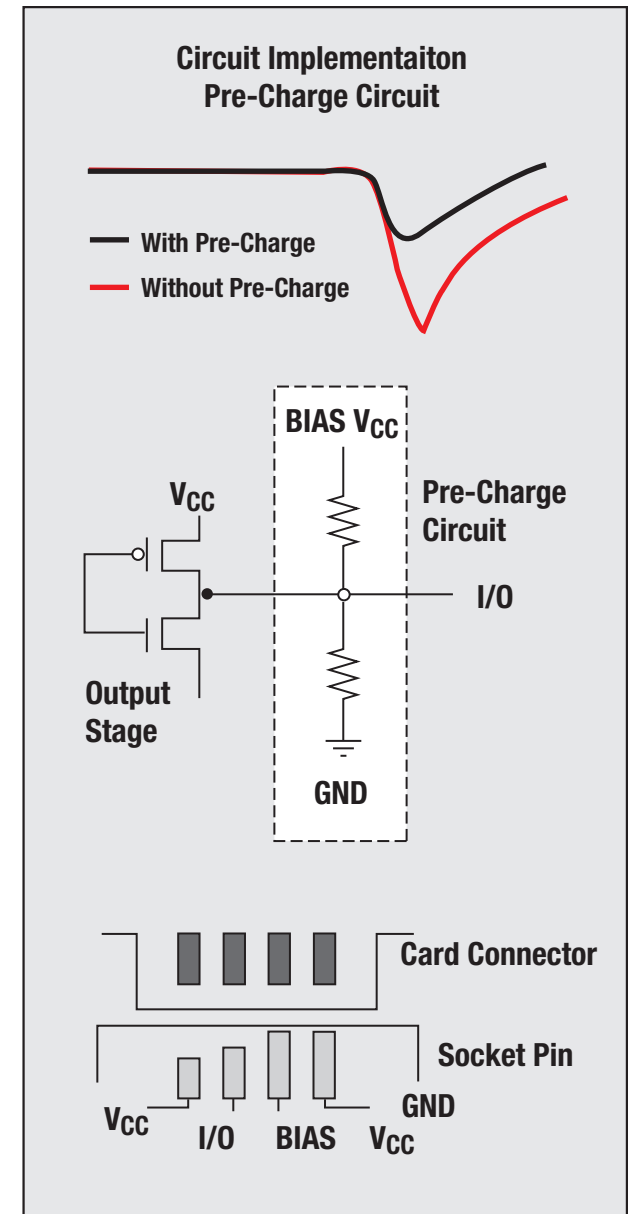 Circuit Implementaiton
Pre-Charge Circuit
With Pre-Charge
Without Pre-Charge
BIAS VCC
VCC
Pre-Charge
Circuit
I/O
Output
Stage
GND
Card Connector
Socket Pin
VCC I/O BIAS VCC GND